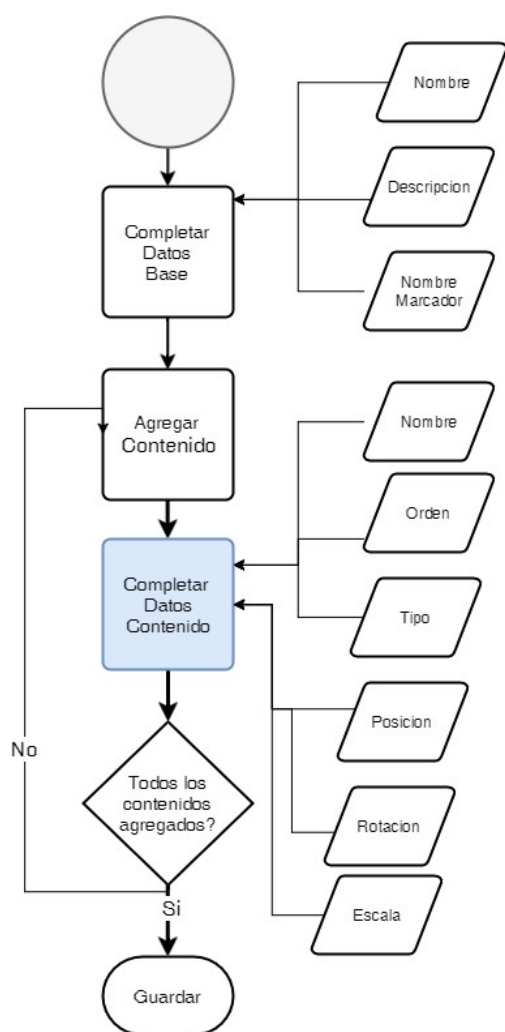 Nombre
Descripcion
Completar
Datos
Base
Nombre
Marcador
Agregar
Contenido
Nombre
Orden
Completar
Datos
Contenido
Tipo
Posicion
No
Todos los
contenidos
agregados?
Rotacion
Si
Escala
Guardar